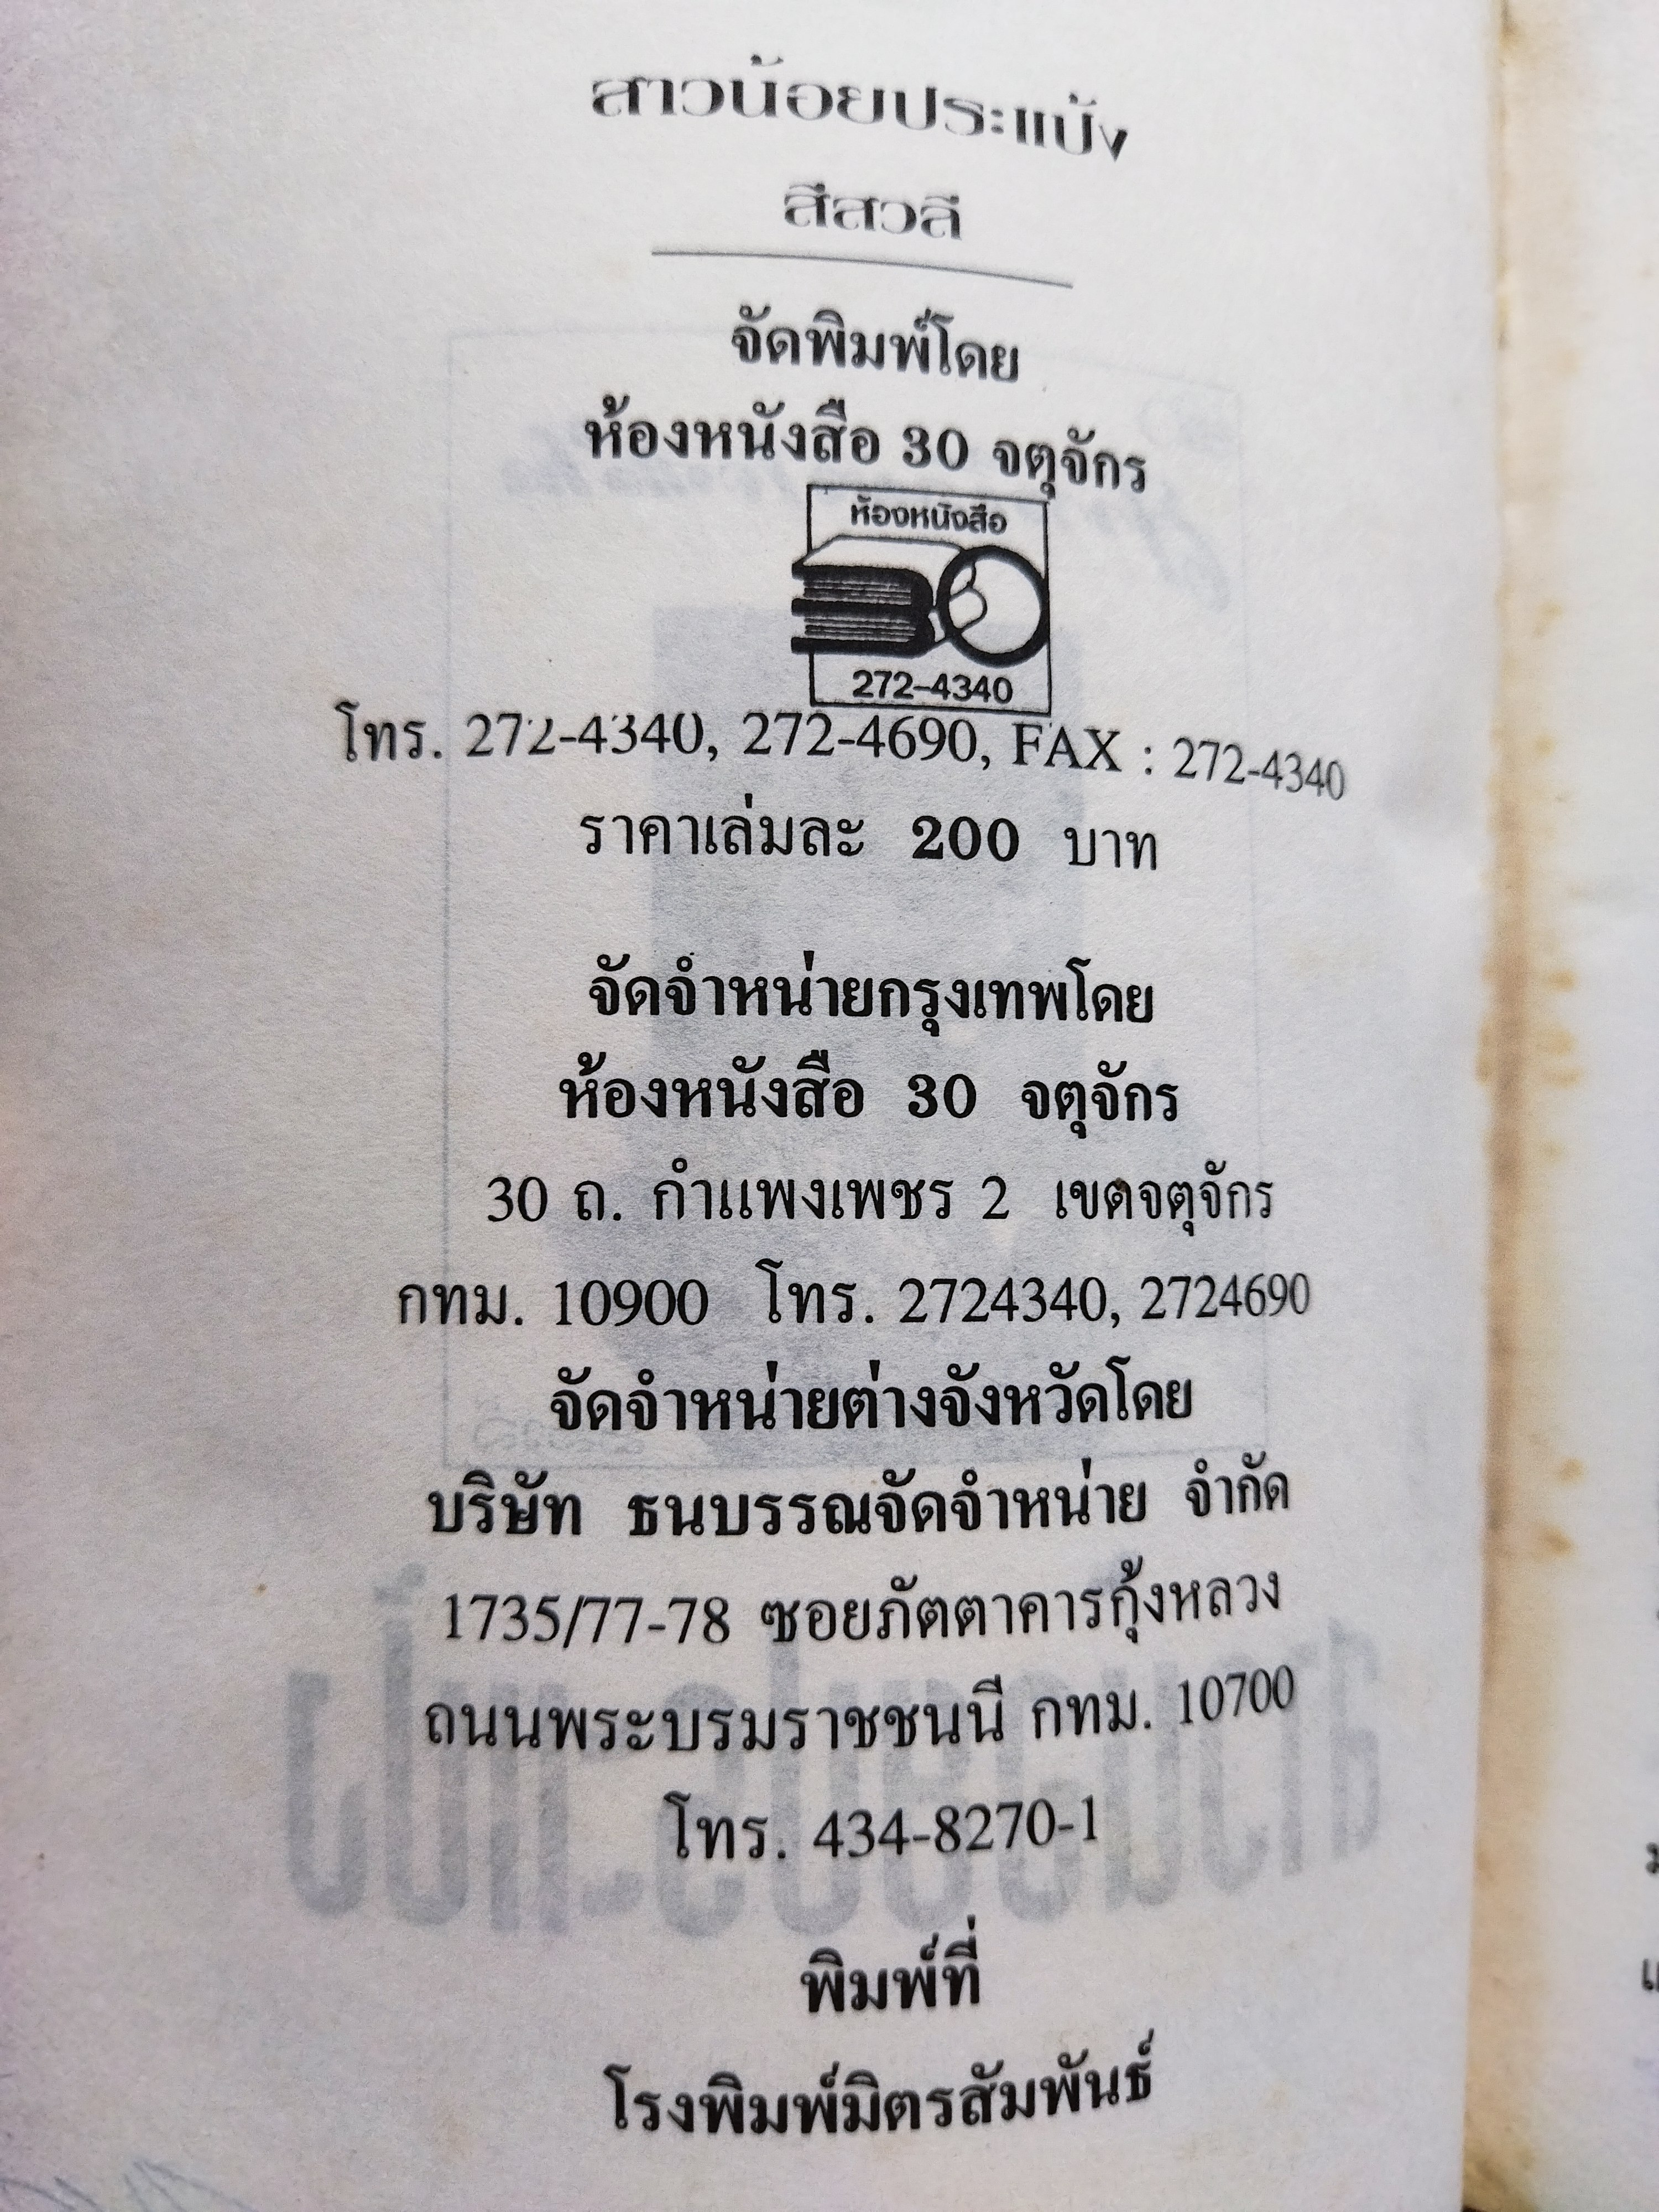 สาวน้อยประแป้ง
สีสวลี
จัดพิมพ์โดย
ห้องหนังสือ 30 จตุจักร
ห้องหนังสือ
272-4340
โทร. 272-4340, 272-4690, FAX : 272-4340
ราคาเล่มละ 200 บาท
จัดจำหน่ายกรุงเทพโดย
ห้องหนังสือ 30 จตุจักร
30 ถ. กำแพงเพชร 2 เขตจตุจักร
กทม. 10900 โทร. 2724340, 2724690
จัดจำหน่ายต่างจังหวัดโดย
บริษัท ธนบรรณจัดจำหน่าย จำกัด
1735/77-78 ซอยภัตตาคารกุ้งหลวง
ถนนพระบรมราชชนนี กทม. 10700
โทร. 434-8270-1
พิมพ์ที่
โรงพิมพ์มิตรสัมพันธ์